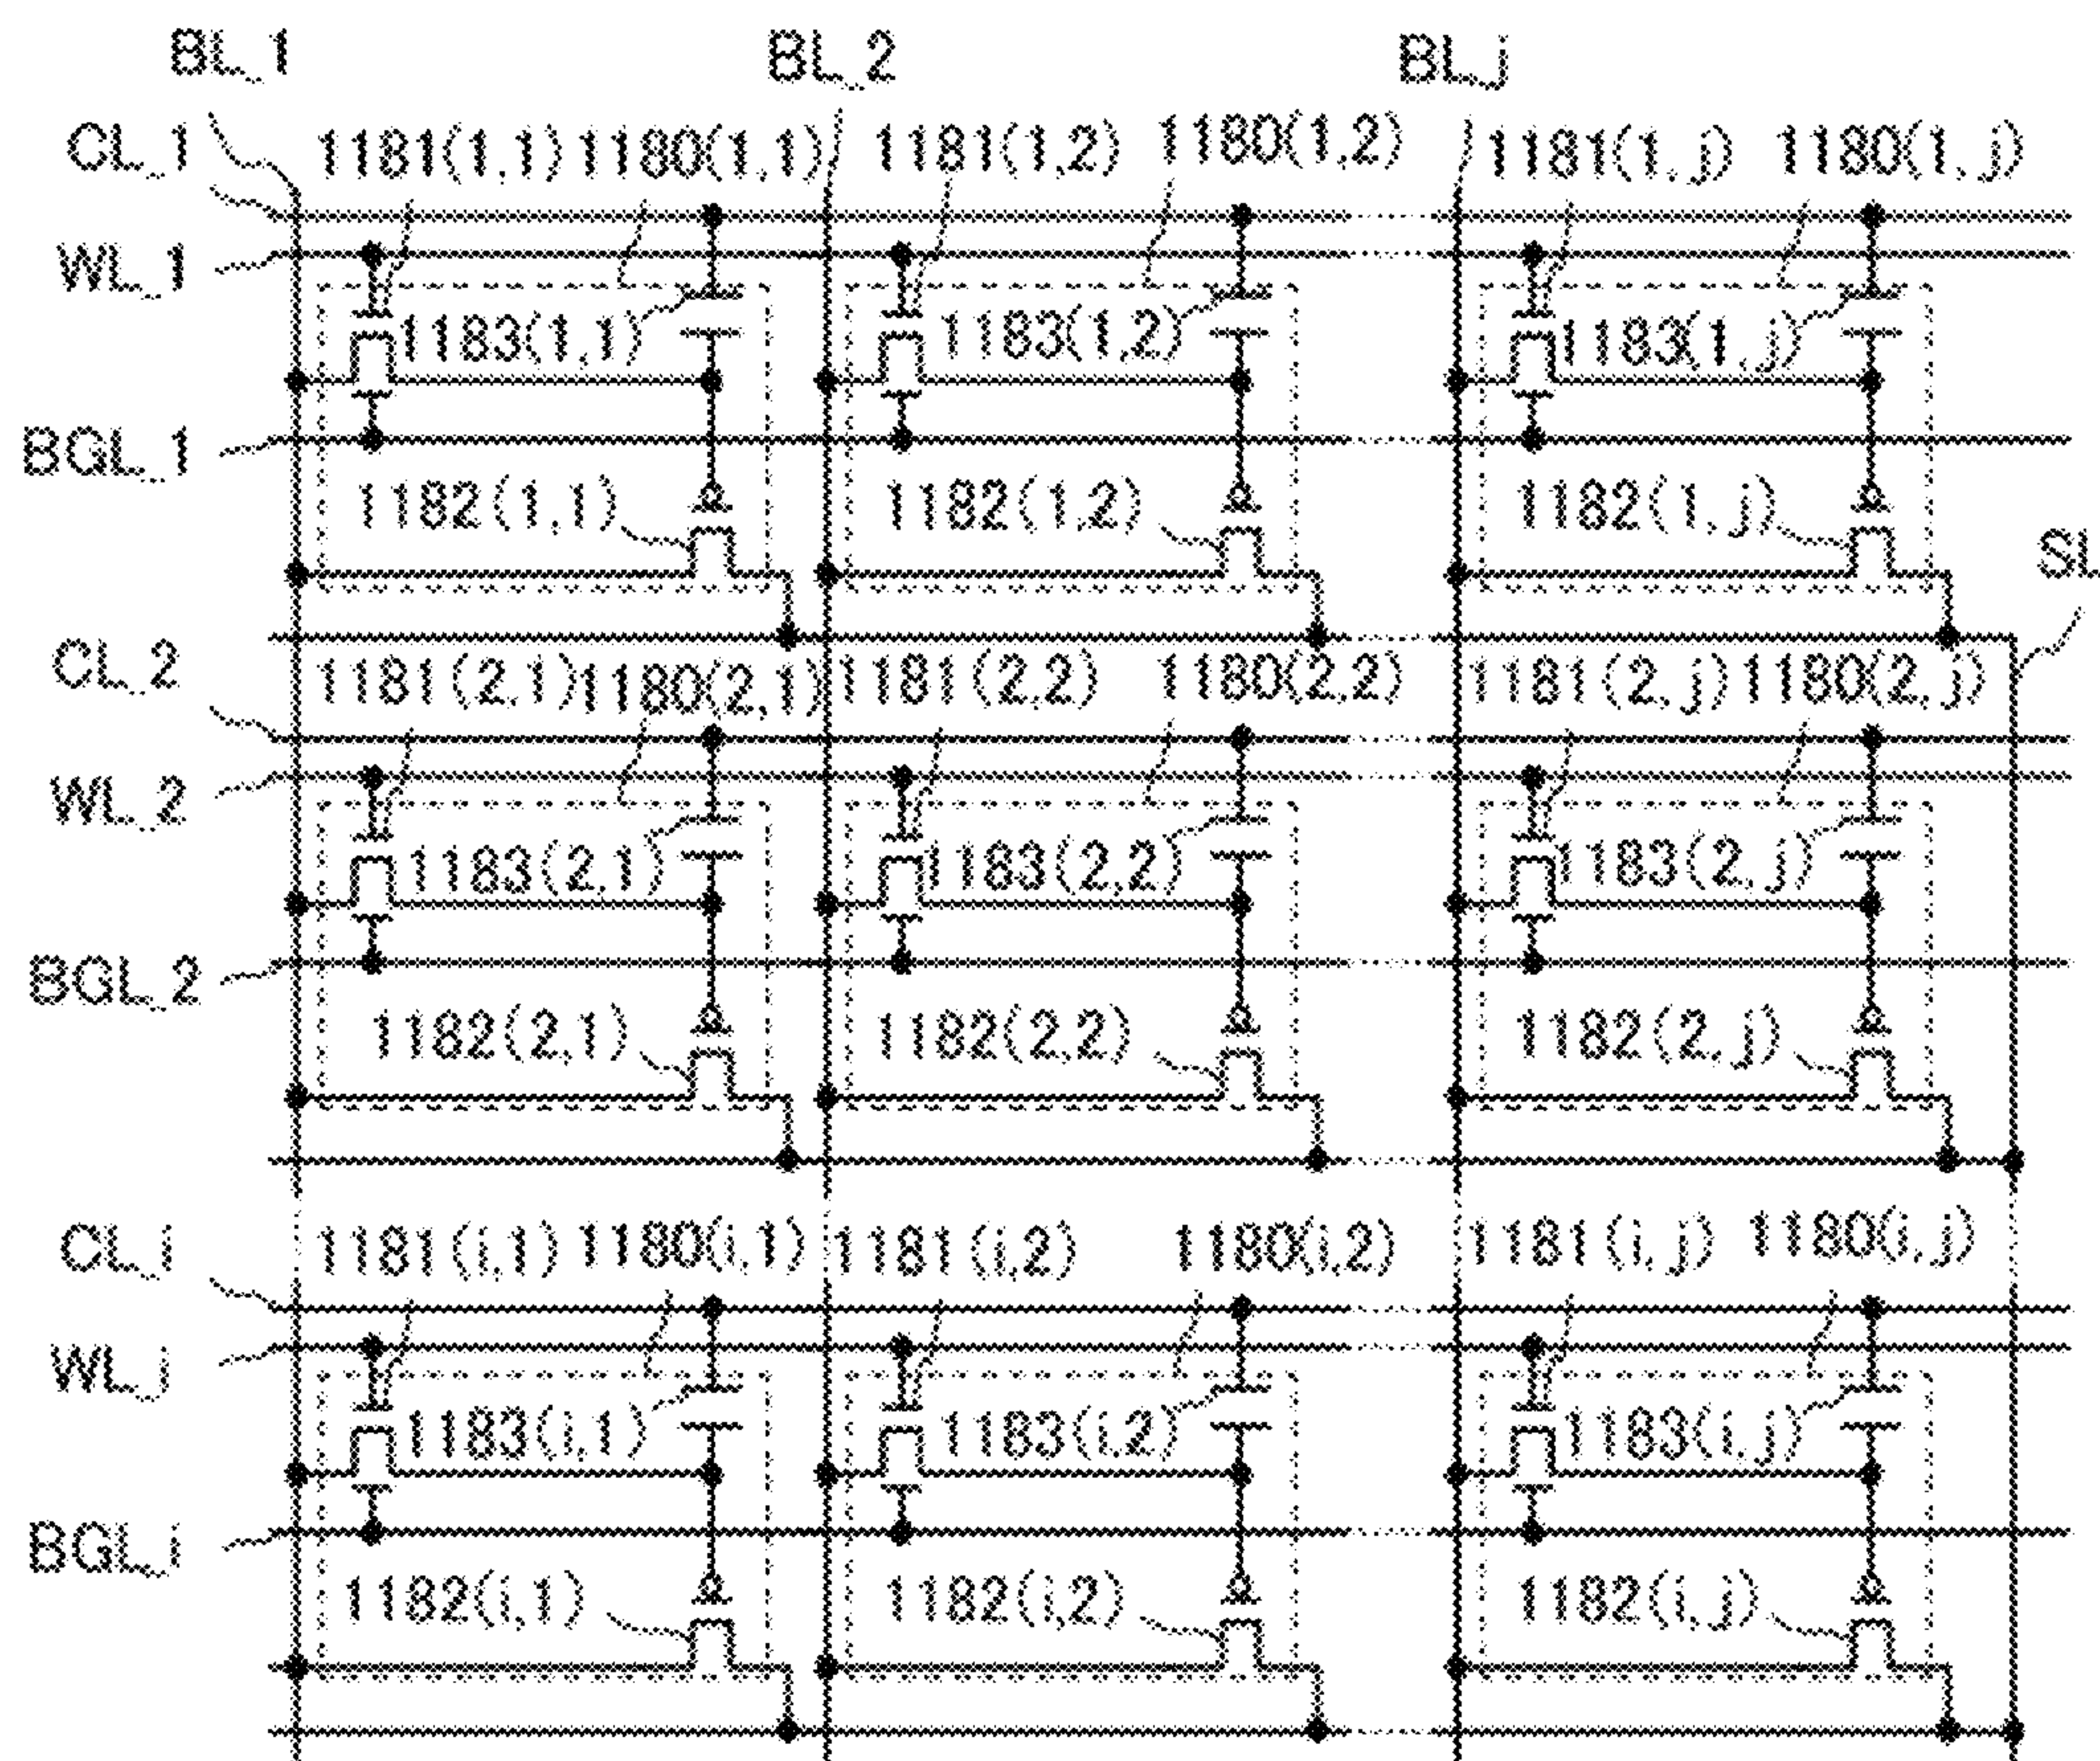 BL_1 BL_2 BL_j
CL_1 1181(1,1) 1180(1,1) 1181(1,2) 1180(1,2) 1181(1,j) 1180(1,j)
WL_1
1183(1,1) 1183(1,2) 1183(1,j)
BGL_1
1182(1,1) 1182(1,2) 1182(1,j)
SL
CL_2 1181(2,1) 1180(2,1) 1181(2,2) 1180(2,2) 1181(2,j) 1180(2,j)
WL_2
1183(2,1) 1183(2,2) 1183(2,j)
BGL_2
1182(2,1) 1182(2,2) 1182(2,j)
CL_i 1181(i,1) 1180(i,1) 1181(i,2) 1180(i,2) 1181(i,j) 1180(i,j)
WL_i
1183(i,1) 1183(i,2) 1183(i,j)
BGL_i
1182(i,1) 1182(i,2) 1182(i,j)